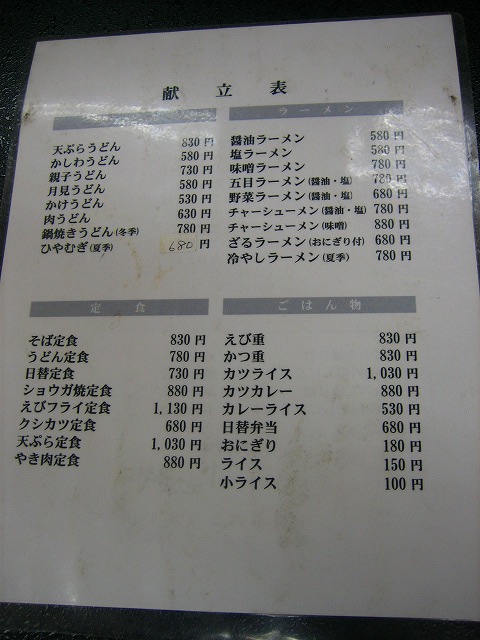 献立表
天ぷらうどん 830円
かしわうどん 580円
親子うどん 730円
月見うどん 580円
かけうどん 530円
肉うどん 630円
鍋焼きうどん(冬季) 780円
ひやむぎ(夏季) 680円
ラーメン
醤油ラーメン 580円
塩ラーメン 580円
味噌ラーメン 780円
五目ラーメン(醤油・塩) 780円
野菜ラーメン(醤油・塩) 680円
チャーシューメン(醤油・塩) 780円
チャーシューメン(味噌) 880円
ざるラーメン(おにぎり付) 680円
冷やしラーメン(夏季) 780円
定食
そば定食 830円
うどん定食 780円
日替定食 730円
ショウガ焼定食 880円
えびフライ定食 1,130円
クシカツ定食 680円
天ぷら定食 1,030円
やき肉定食 880円
ごはん物
えび重 830円
かつ重 830円
カツライス 1,030円
カツカレー 880円
カレーライス 530円
日替弁当 680円
おにぎり 180円
ライス 150円
小ライス 100円